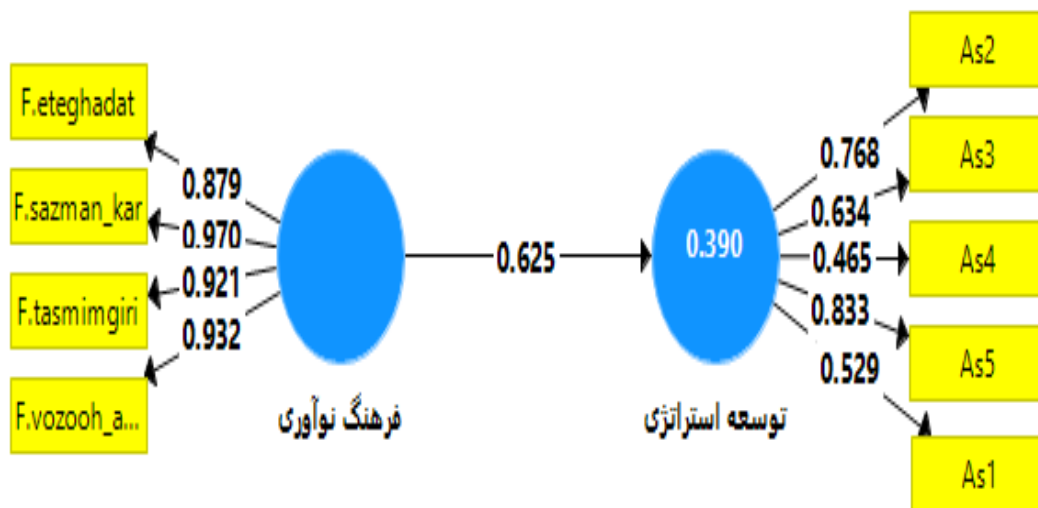 F.eteghadat
F.sazman_kar
F.tasmimgiri
F.vozooh_a...
0.879
0.970
0.921
0.932
فرهنگ نوآوری
0.625
0.390
توسعه استراتژی
0.768
0.634
0.465
0.833
0.529
As2
As3
As4
As5
As1